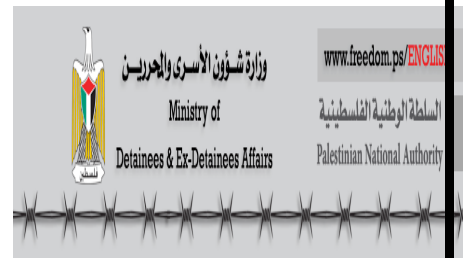 وزارة شؤون الأسرى والمحررين
Ministry of
Detainees & Ex-Detainees Affairs
فلسطين
www.freedom.ps/ENGLIS
السلطة الوطنية الفلسطينية
Palestinian National Authority